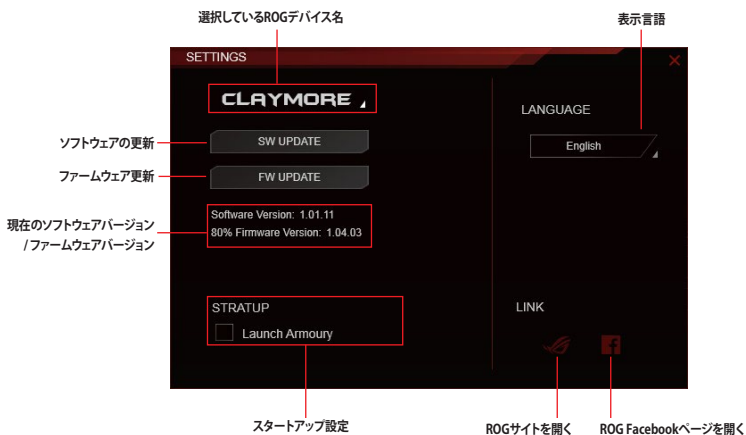 選択しているROGデバイス名
表示言語
SETTINGS
CLAYMORE
LANGUAGE
ソフトウェアの更新
SW UPDATE
English
ファームウェア更新
FW UPDATE
現在のソフトウェアバージョン
/ファームウェアバージョン
Software Version: 1.01.11
80% Firmware Version: 1.04.03
STRATUP
Launch Armoury
LINK
スタートアップ設定
ROGサイトを開く
ROG Facebookページを開く